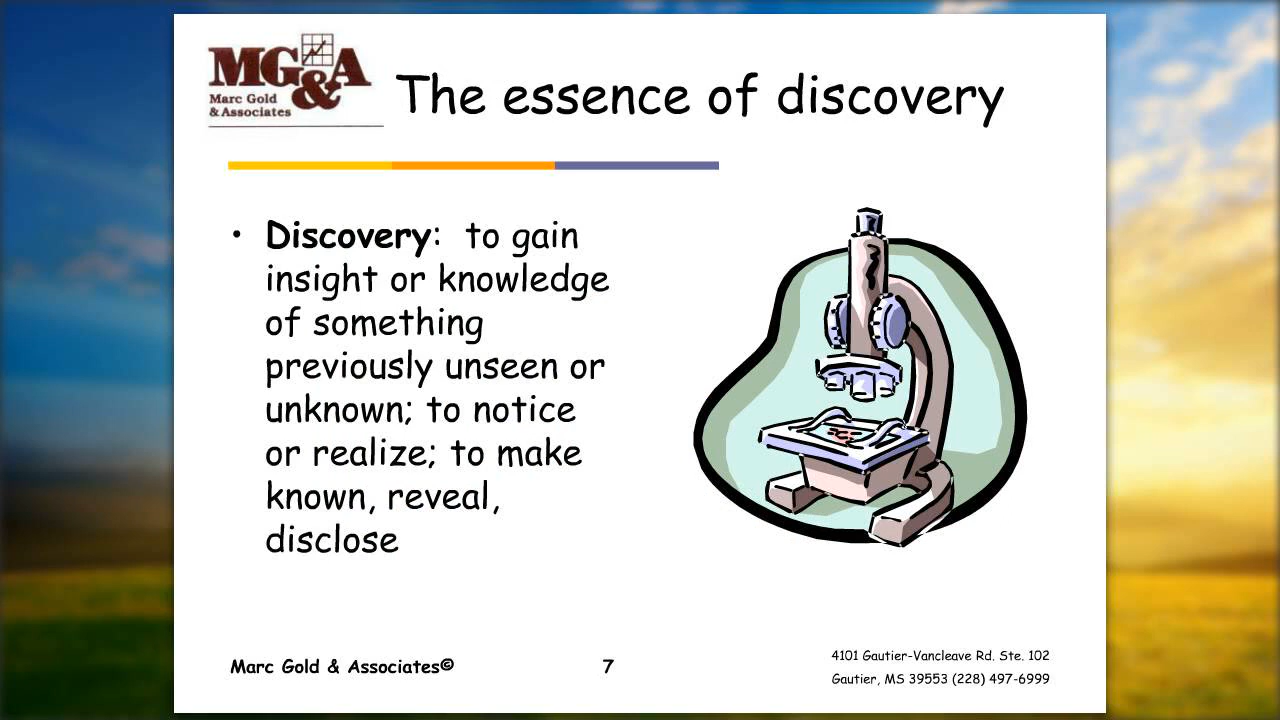 MG&A
Marc Gold
& Associates
The essence of discovery
• Discovery: to gain
insight or knowledge
of something
previously unseen or
unknown; to notice
or realize; to make
known, reveal,
disclose
Marc Gold & Associates©
7
4101 Gautier-Vancleave Rd. Ste. 102
Gautier, MS 39553 (228) 497-6999